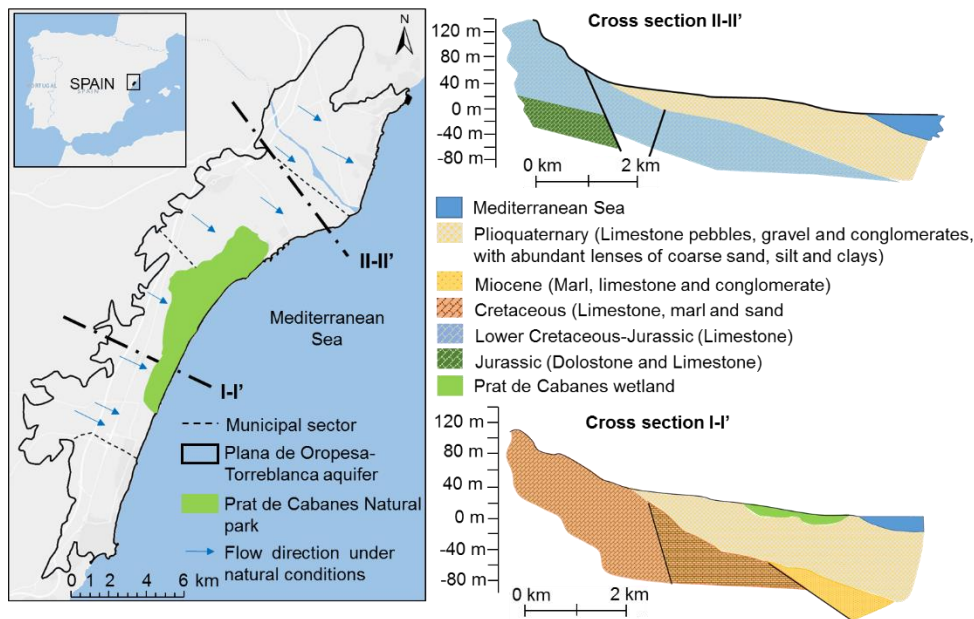 SPAIN
PORTUGAL
SPAIN
N
II-II'
Mediterranean
Sea
I-I'
Municipal sector
Plana de Oropesa-
Torreblanca aquifer
Prat de Cabanes Natural
park
Flow direction under
natural conditions
0 1 2 4 6 km
Cross section II-II'
120 m
80 m
40 m
0 m
-40 m
-80 m
0 km
2 km
Mediterranean Sea
Plioquaternary (Limestone pebbles, gravel and conglomerates,
with abundant lenses of coarse sand, silt and clays)
Miocene (Marl, limestone and conglomerate)
Cretaceous (Limestone, marl and sand
Lower Cretaceous-Jurassic (Limestone)
Jurassic (Dolostone and Limestone)
Prat de Cabanes wetland
Cross section I-I'
120 m
80 m
40 m
0 m
-40 m
-80 m
0 km
2 km